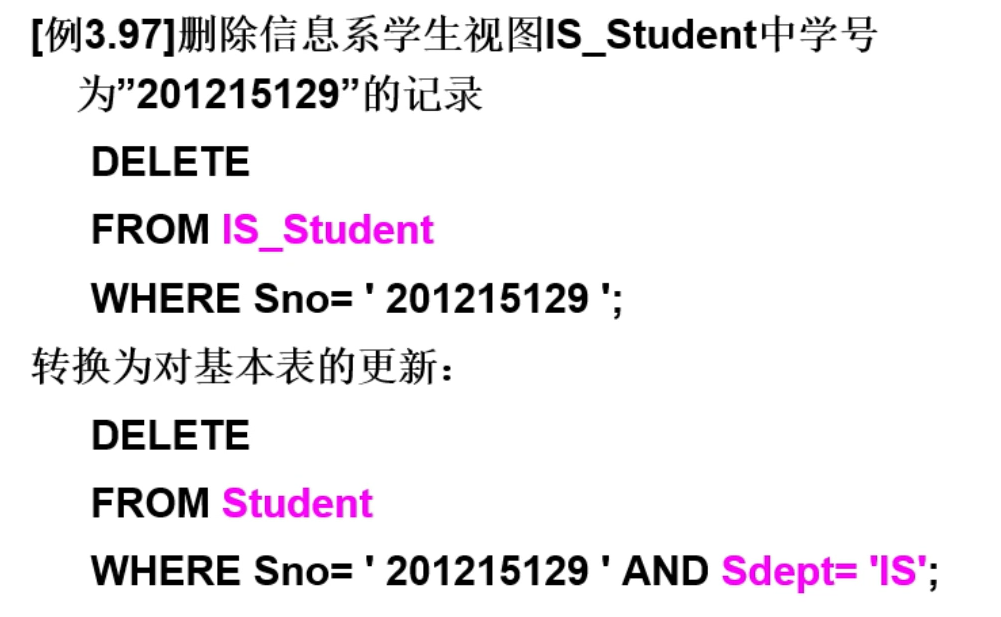 [例3.97]删除信息系学生视图IS_Student中学号
为”201215129”的记录
DELETE
FROM IS_Student
WHERE Sno= ' 201215129 ';
转换为对基本表的更新：
DELETE
FROM Student
WHERE Sno= ' 201215129 ' AND Sdept= 'IS';